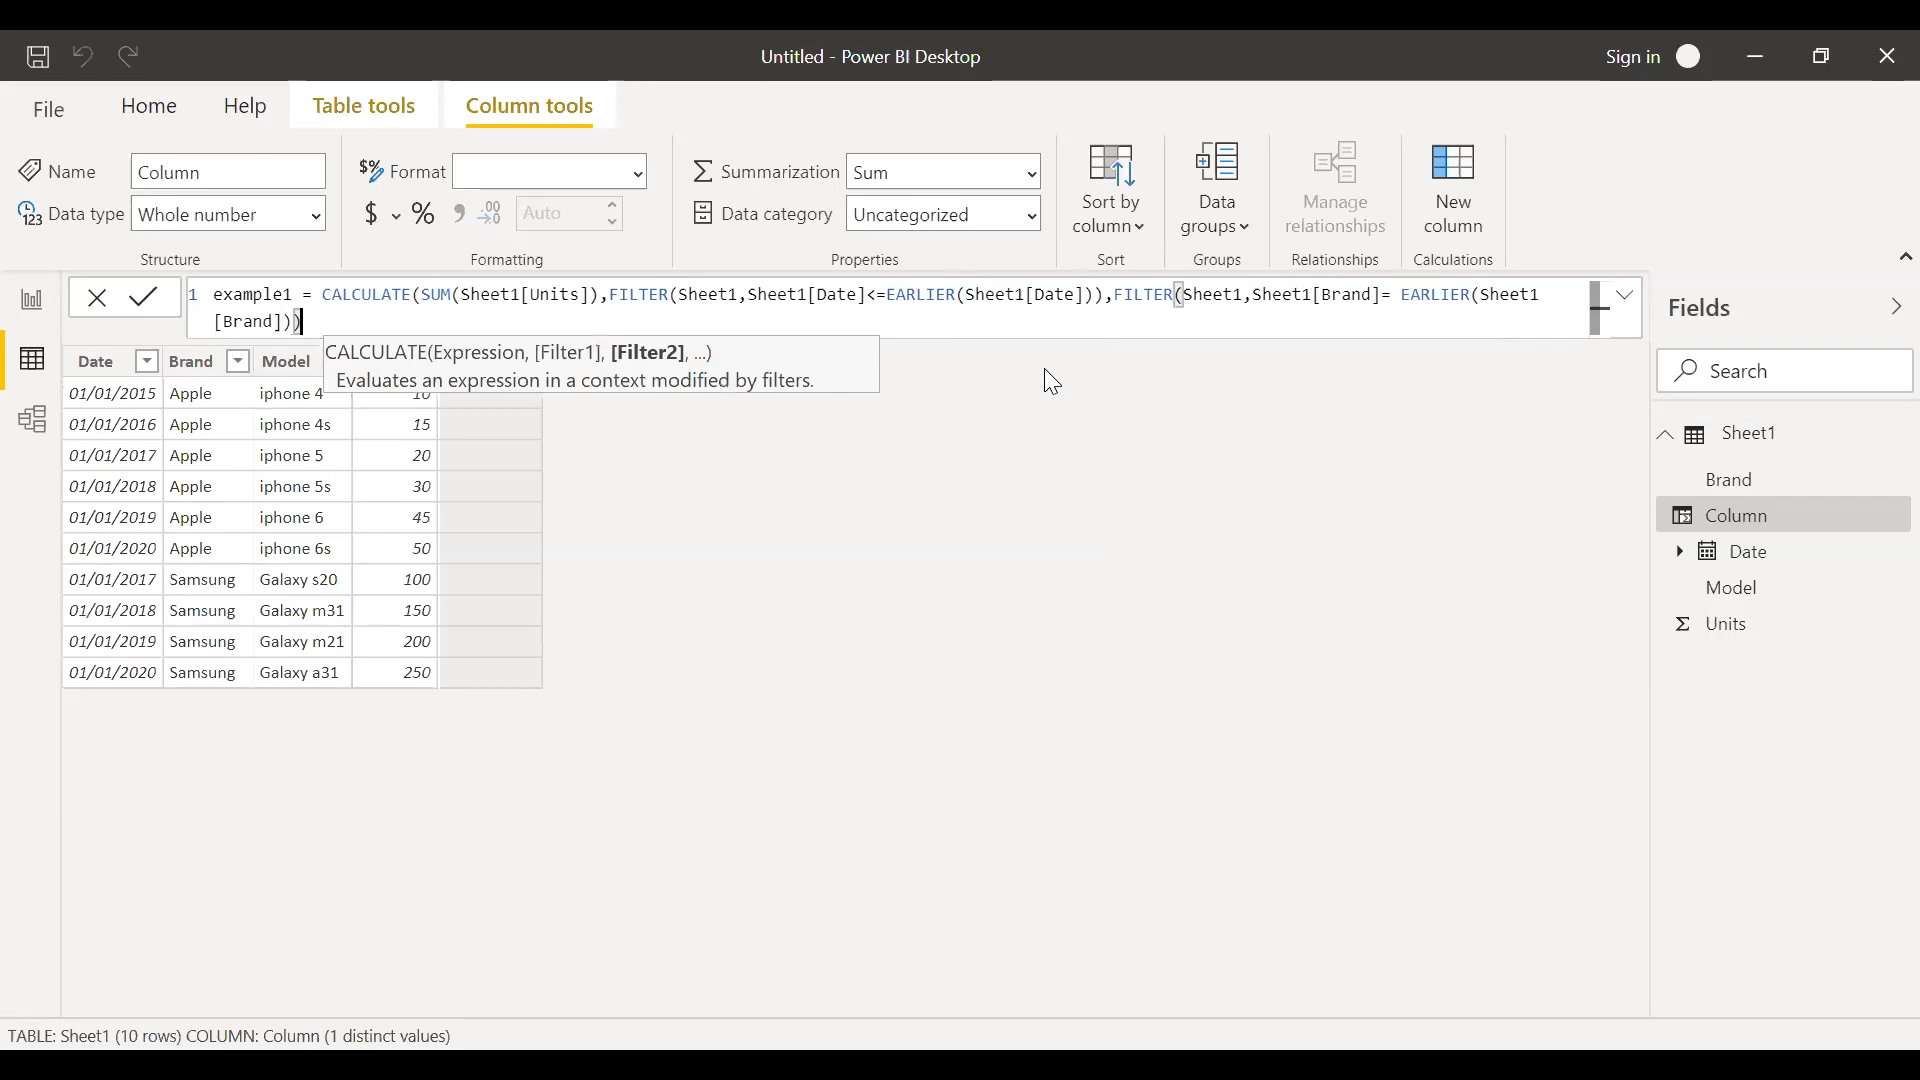 Untitled - Power BI Desktop
Sign in
File
Home
Help
Table tools
Column tools
Name
Column
Data type
Whole number
Structure
$% Format
$
%
Auto
Formatting
Summarization
Sum
Data category
Uncategorized
Properties
Sort by
column
Sort
Data
groups
Groups
Manage
relationships
Relationships
New
column
Calculations
1 example1 = CALCULATE(SUM(Sheet1[Units]),FILTER(Sheet1,Sheet1[Date]<=EARLIER(Sheet1[Date])),FILTER(Sheet1,Sheet1[Brand]= EARLIER(Sheet1
[Brand]))
CALCULATE(Expression, [Filter1], [Filter2], ...)
Evaluates an expression in a context modified by filters.
Date Brand Model
01/01/2015 Apple iphone 4 10
01/01/2016 Apple iphone 4s 15
01/01/2017 Apple iphone 5 20
01/01/2018 Apple iphone 5s 30
01/01/2019 Apple iphone 6 45
01/01/2020 Apple iphone 6s 50
01/01/2017 Samsung Galaxy s20 100
01/01/2018 Samsung Galaxy m31 150
01/01/2019 Samsung Galaxy m21 200
01/01/2020 Samsung Galaxy a31 250
Fields
Search
Sheet1
Brand
Column
Date
Model
Σ Units
TABLE: Sheet1 (10 rows) COLUMN: Column (1 distinct values)